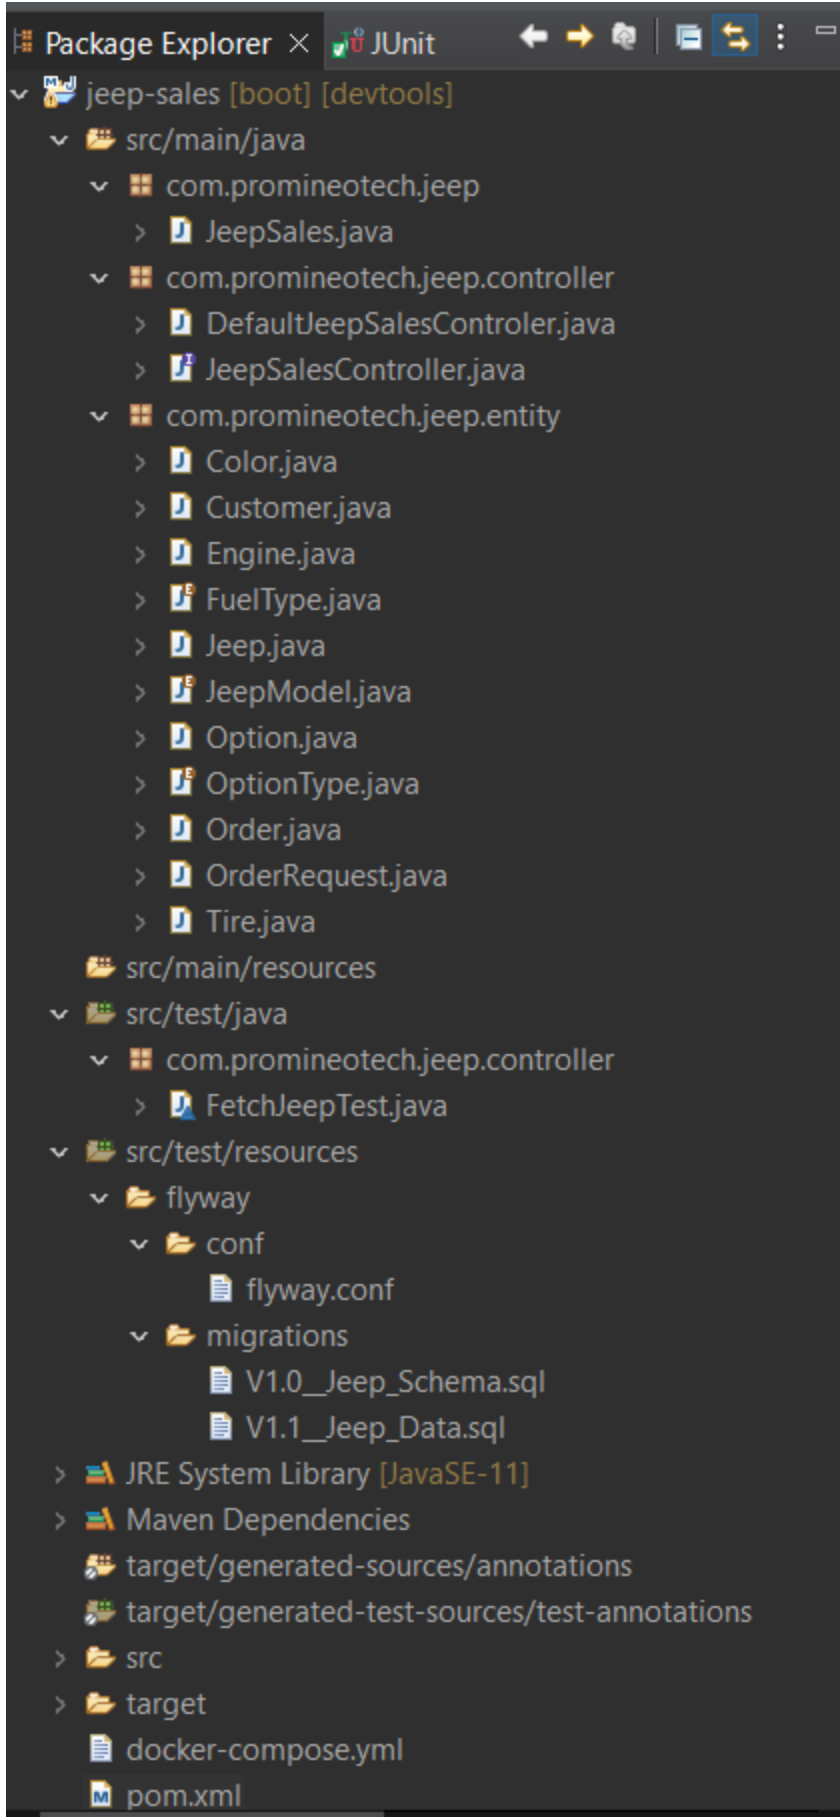 Package Explorer × JUnit
jeep-sales [boot] [devtools]
src/main/java
com.promineotech.jeep
JeepSales.java
com.promineotech.jeep.controller
DefaultJeepSalesControler.java
JeepSalesController.java
com.promineotech.jeep.entity
Color.java
Customer.java
Engine.java
FuelType.java
Jeep.java
JeepModel.java
Option.java
OptionType.java
Order.java
OrderRequest.java
Tire.java
src/main/resources
src/test/java
com.promineotech.jeep.controller
FetchJeepTest.java
src/test/resources
flyway
conf
flyway.conf
migrations
V1.0__Jeep_Schema.sql
V1.1__Jeep_Data.sql
JRE System Library [JavaSE-11]
Maven Dependencies
target/generated-sources/annotations
target/generated-test-sources/test-annotations
src
target
docker-compose.yml
pom.xml